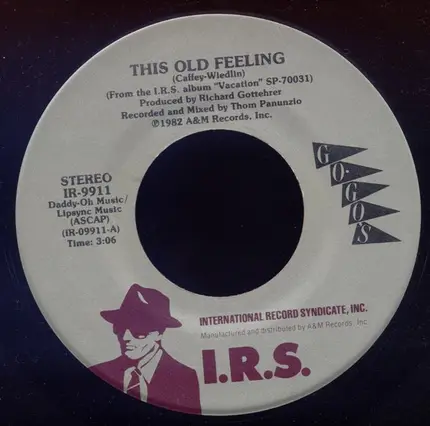 THIS OLD FEELING
(Caffey-Wiedlin)
(From the I.R.S. album "Vacation" SP-70031)
Produced by Richard Gottehrer
Recorded and Mixed by Thom Panunzio
℗1982 A&M Records, Inc.
STEREO
IR-9911
Daddy-Oh Music/
Lipsync Music
(ASCAP)
(IR-09911-A)
Time: 3:06
GO-GO'S
INTERNATIONAL RECORD SYNDICATE, INC.
Manufactured and distributed by A&M Records, Inc.
I.R.S.